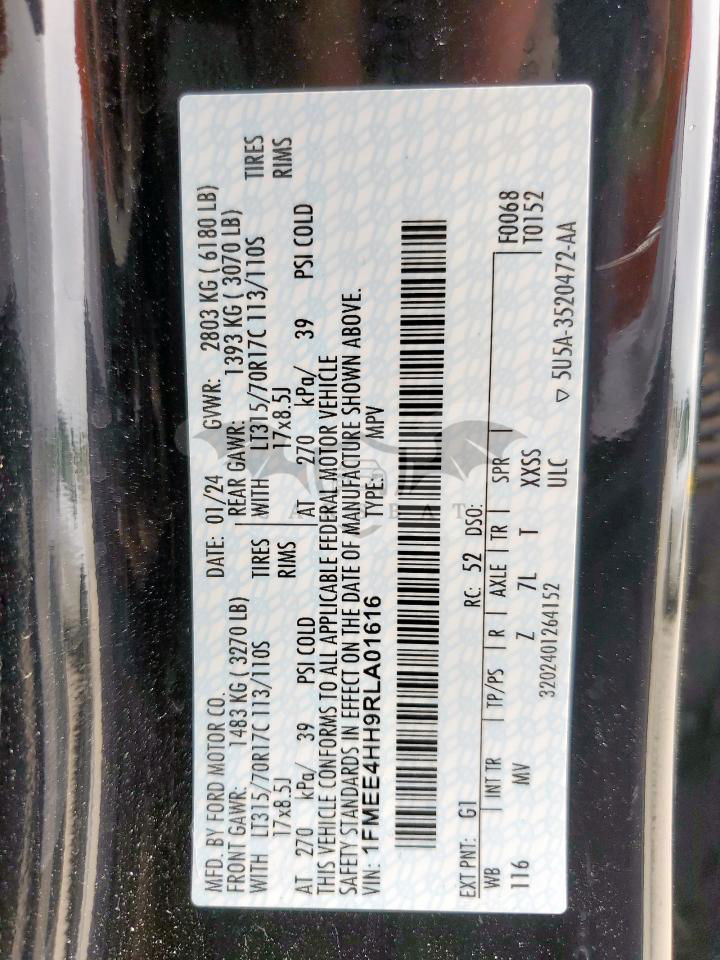 MFD. BY FORD MOTOR CO. DATE: 01/24 GVWR: 2803 KG ( 6180 LB)
FRONT GAWR: 1483 KG ( 3270 LB) REAR GAWR: 1393 KG ( 3070 LB)
WITH LT315/70R17C 113/110S TIRES WITH LT315/70R17C 113/110S TIRES
17x8.5J RIMS 17x8.5J RIMS
AT 270 kPa/ 39 PSI COLD AT 270 kPa/ 39 PSI COLD
THIS VEHICLE CONFORMS TO ALL APPLICABLE FEDERAL MOTOR VEHICLE
SAFETY STANDARDS IN EFFECT ON THE DATE OF MANUFACTURE SHOWN ABOVE.
VIN: 1FMEE4HH9RLA01616 TYPE: MPV
EXT PNT: G1 RC: 52 DSO:
WB INT TR TP/PS R AXLE TR SPR F0068
116 MV Z 7L T XXSS T0152
3202401264152 ULC ▽ 5U5A-3520472-AA